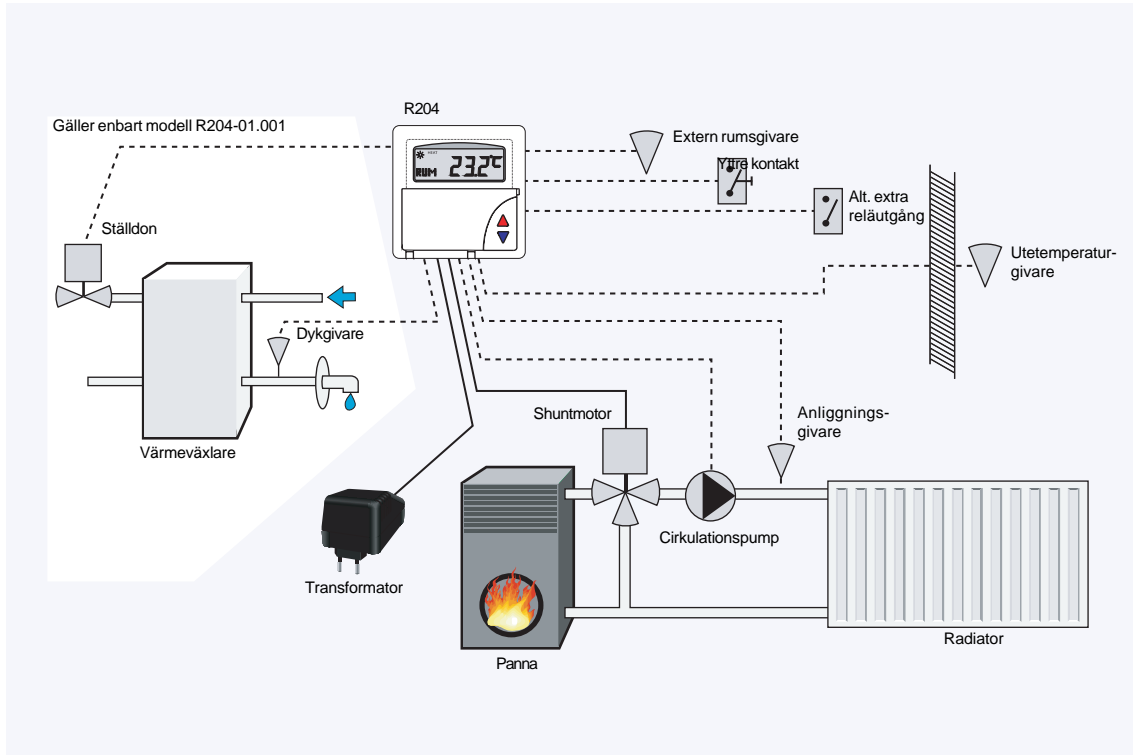 R204
Gäller enbart modell R204-01.001
HEAT
RUM 23.2°C
Extern rumsgivare
Yttre kontakt
Alt. extra
reläutgång
Utetemperatur-
givare
Ställdon
Dykgivare
Värmeväxlare
Shuntmotor
Anliggnings-
givare
Cirkulationspump
Transformator
Radiator
Panna